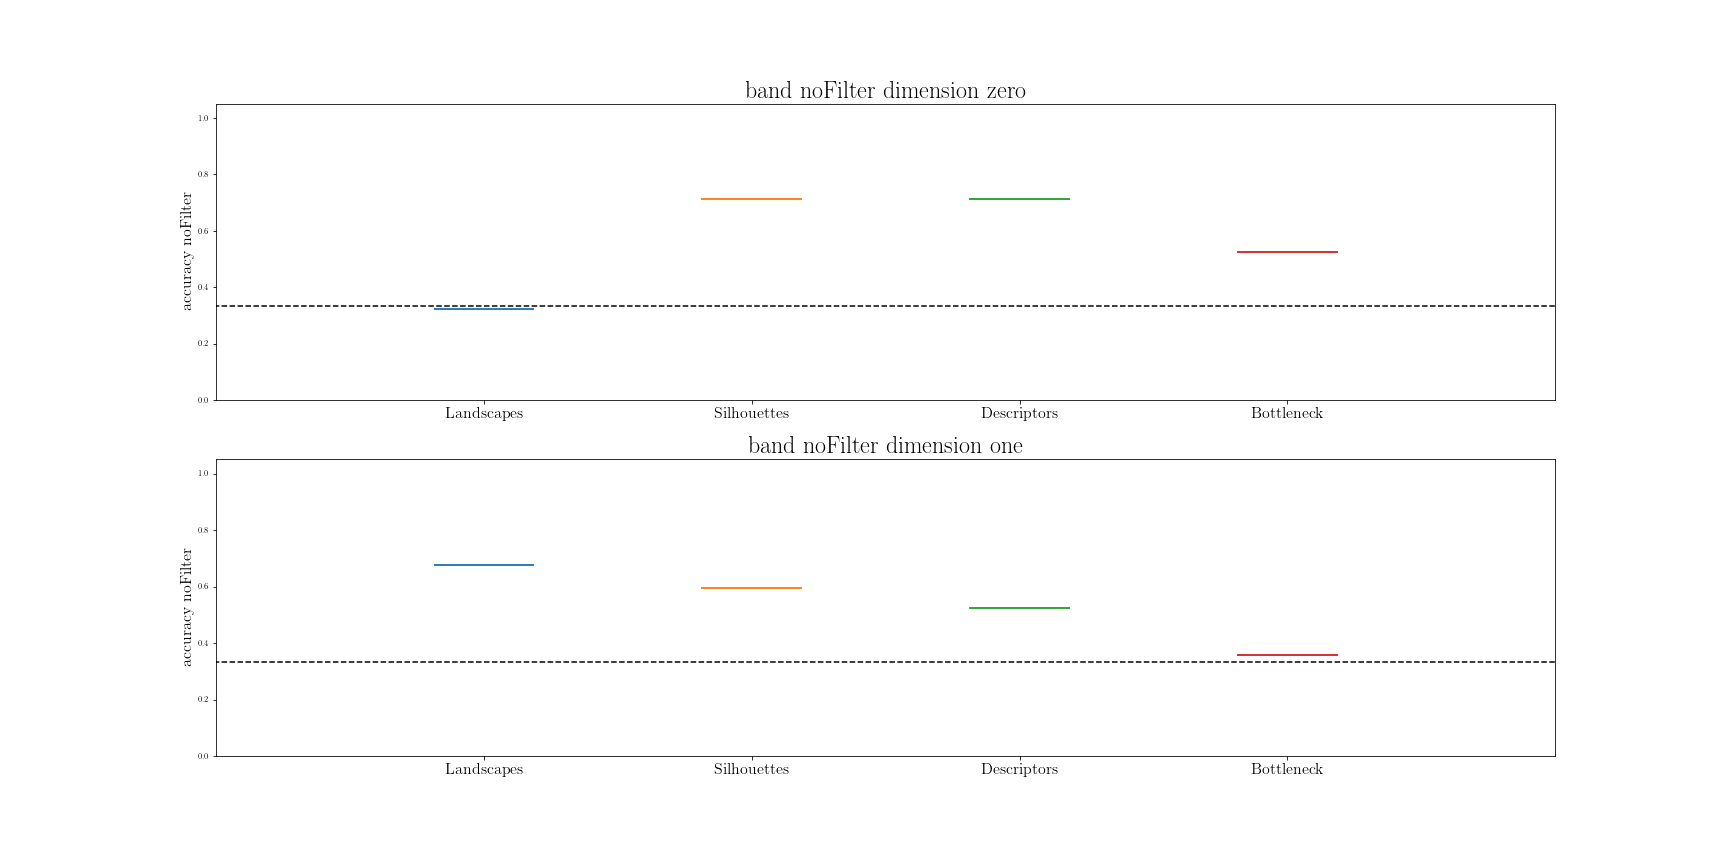 band noFilter dimension zero
accuracy noFilter
1.0
0.8
0.6
0.4
0.2
0.0
Landscapes Silhouettes Descriptors Bottleneck
band noFilter dimension one
accuracy noFilter
1.0
0.8
0.6
0.4
0.2
0.0
Landscapes Silhouettes Descriptors Bottleneck